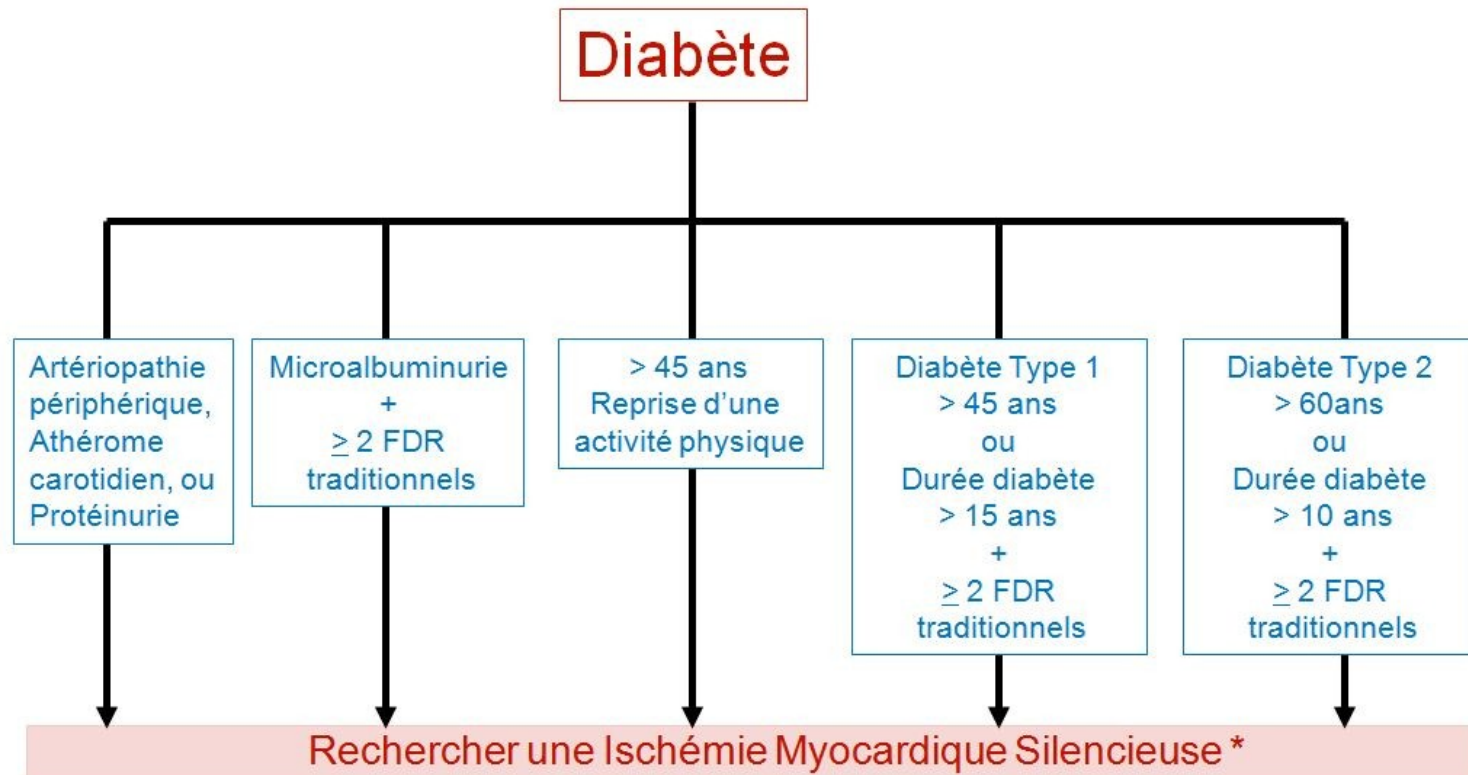 Diabète
Artériopathie
périphérique,
Athérome
carotidien, ou
Protéinurie
Microalbuminurie
+
≥ 2 FDR
traditionnels
> 45 ans
Reprise d'une
activité physique
Diabète Type 1
> 45 ans
ou
Durée diabète
> 15 ans
+
≥ 2 FDR
traditionnels
Diabète Type 2
> 60ans
ou
Durée diabète
> 10 ans
+
≥ 2 FDR
traditionnels
Rechercher une Ischémie Myocardique Silencieuse *